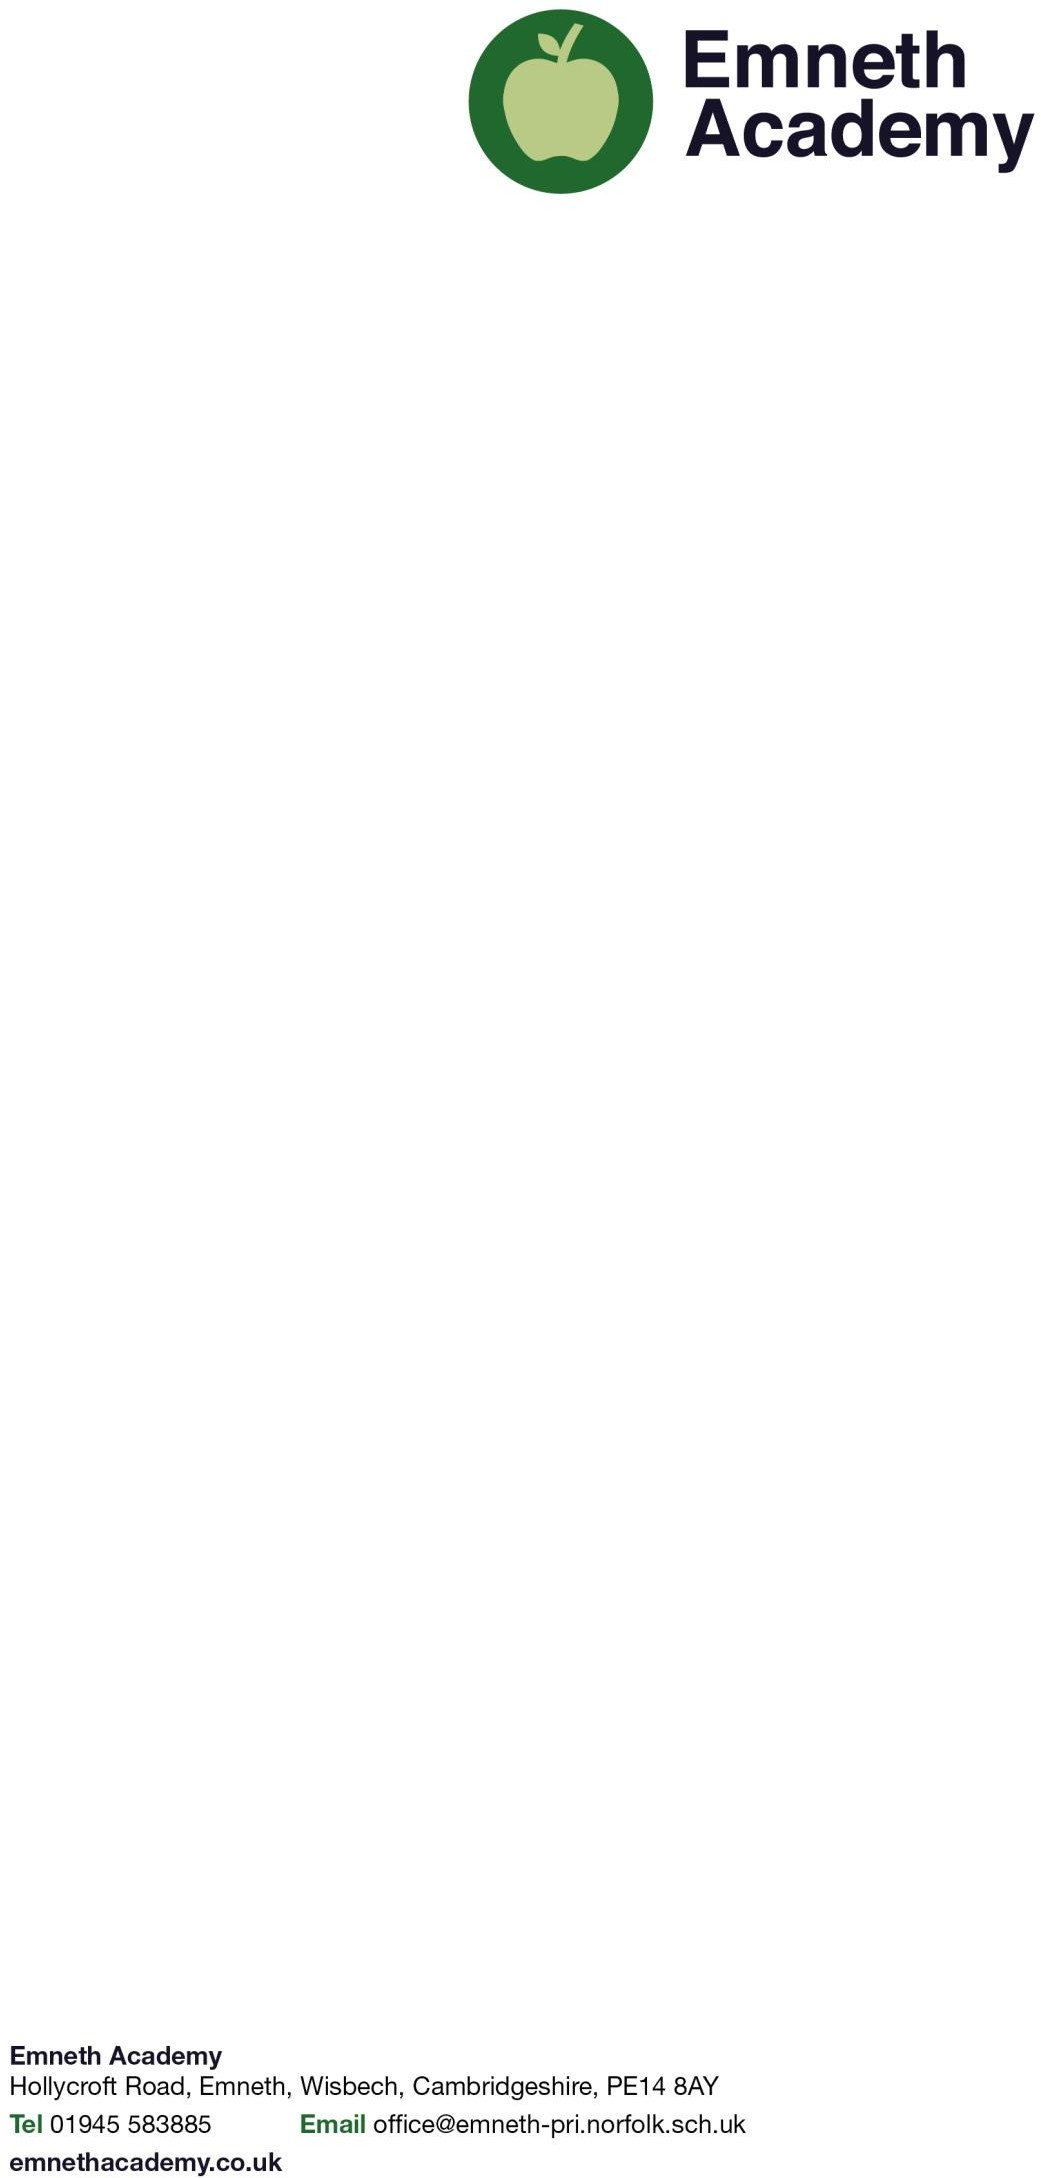 Emneth
Academy
Emneth Academy
Hollycroft Road, Emneth, Wisbech, Cambridgeshire, PE14 8AY
Tel 01945 583885 Email office@emneth-pri.norfolk.sch.uk
emnethacademy.co.uk